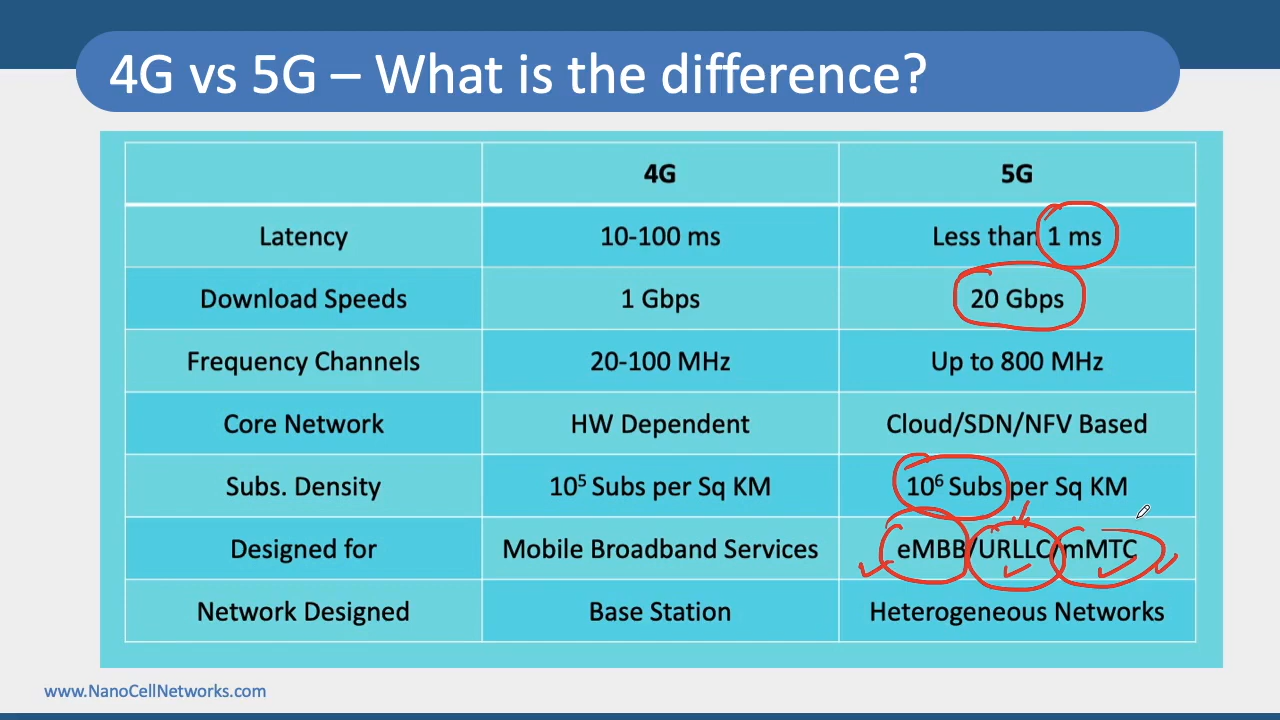 4G vs 5G – What is the difference?
4G 5G
Latency 10-100 ms Less than 1 ms
Download Speeds 1 Gbps 20 Gbps
Frequency Channels 20-100 MHz Up to 800 MHz
Core Network HW Dependent Cloud/SDN/NFV Based
Subs. Density 10⁵ Subs per Sq KM 10⁶ Subs per Sq KM
Designed for Mobile Broadband Services eMBB/URLLC/mMTC
Network Designed Base Station Heterogeneous Networks
www.NanoCellNetworks.com